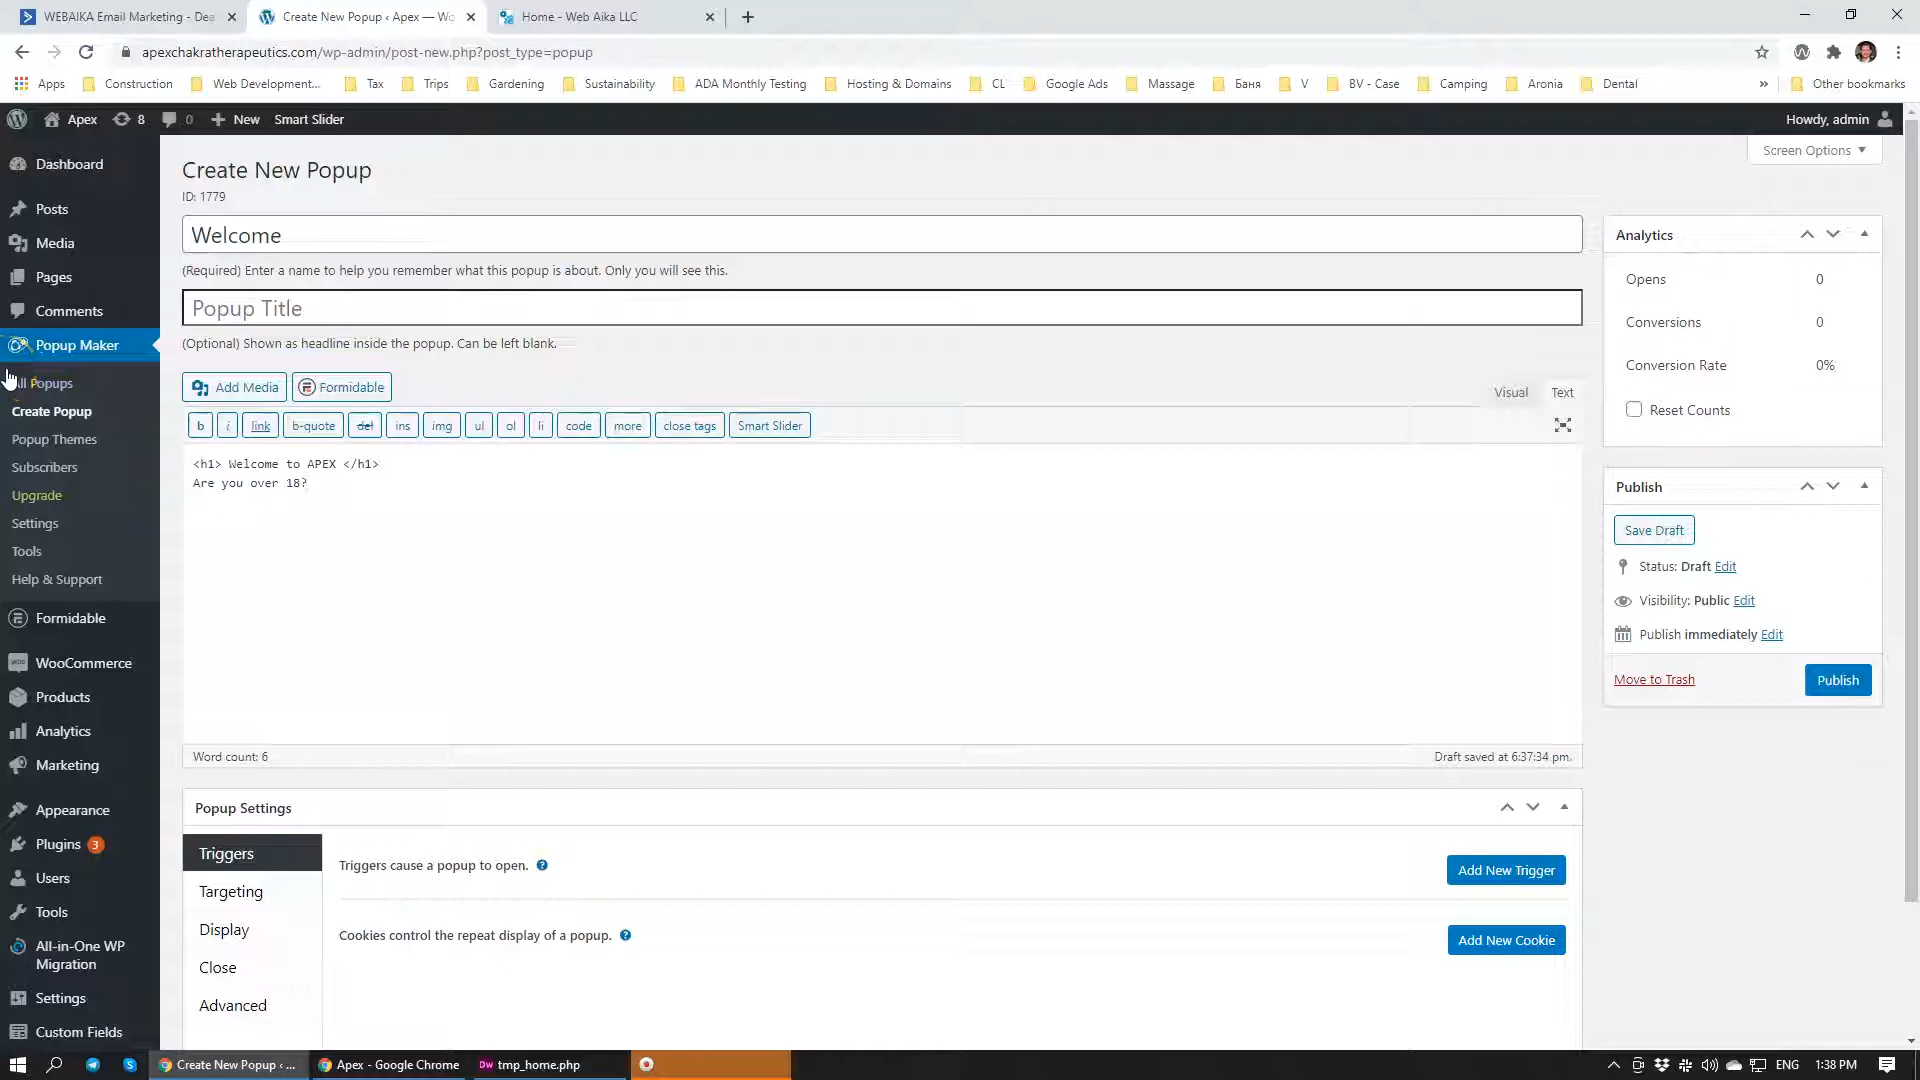 WEBAIKA Email Marketing - Dea
Create New Popup ‹ Apex — Wo
Home - Web Aika LLC
apexchakratherapeutics.com/wp-admin/post-new.php?post_type=popup
Apps
Construction
Web Development...
Tax
Trips
Gardening
Sustainability
ADA Monthly Testing
Hosting & Domains
CL
Google Ads
Massage
Баня
V
BV - Case
Camping
Aronia
Dental
»
Other bookmarks
Apex
8
0
New
Smart Slider
Howdy, admin
Dashboard
Posts
Media
Pages
Comments
Popup Maker
Popups
Create Popup
Popup Themes
Subscribers
Upgrade
Settings
Tools
Help & Support
Formidable
WooCommerce
Products
Analytics
Marketing
Appearance
Plugins 3
Users
Tools
All-in-One WP
Migration
Settings
Custom Fields
Screen Options
Create New Popup
ID: 1779
Welcome
(Required) Enter a name to help you remember what this popup is about. Only you will see this.
Popup Title
(Optional) Shown as headline inside the popup. Can be left blank.
Add Media
Formidable
Visual
Text
b
i
link
b-quote
del
ins
img
ul
ol
li
code
more
close tags
Smart Slider
<h1> Welcome to APEX </h1>
Are you over 18?
Word count: 6
Draft saved at 6:37:34 pm.
Popup Settings
Triggers
Targeting
Display
Close
Advanced
Triggers cause a popup to open.
Add New Trigger
Cookies control the repeat display of a popup.
Add New Cookie
Analytics
Opens 0
Conversions 0
Conversion Rate 0%
Reset Counts
Publish
Save Draft
Status: Draft Edit
Visibility: Public Edit
Publish immediately Edit
Move to Trash
Publish
Create New Popup ‹ ...
Apex - Google Chrome
Dw tmp_home.php
ENG
1:38 PM